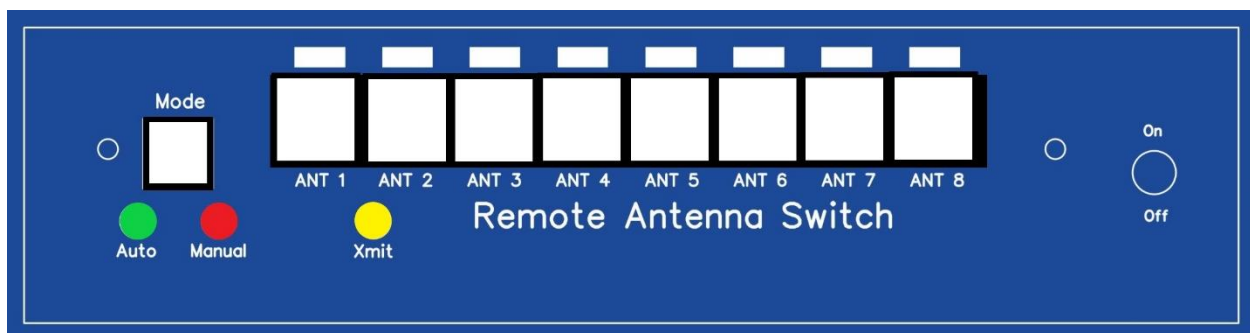 Mode
On
ANT 1 ANT 2 ANT 3 ANT 4 ANT 5 ANT 6 ANT 7 ANT 8
Remote Antenna Switch
Off
Auto Manual Xmit